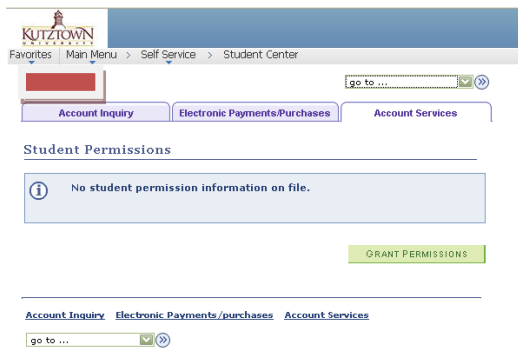 KUTZTOWN
UNIVERSITY
Favorites Main Menu > Self Service > Student Center
go to ...
Account Inquiry Electronic Payments/Purchases Account Services
Student Permissions
No student permission information on file.
GRANT PERMISSIONS
Account Inquiry Electronic Payments/purchases Account Services
go to ...